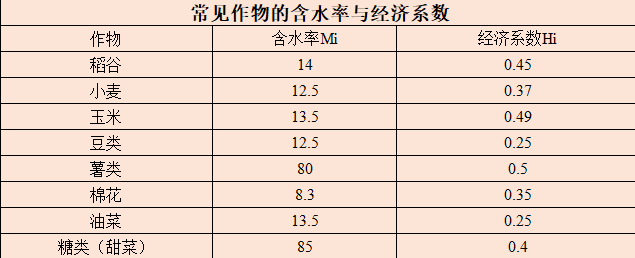 常见作物的含水率与经济系数
作物 含水率Mi 经济系数Hi
稻谷 14 0.45
小麦 12.5 0.37
玉米 13.5 0.49
豆类 12.5 0.25
薯类 80 0.5
棉花 8.3 0.35
油菜 13.5 0.25
糖类（甜菜） 85 0.4